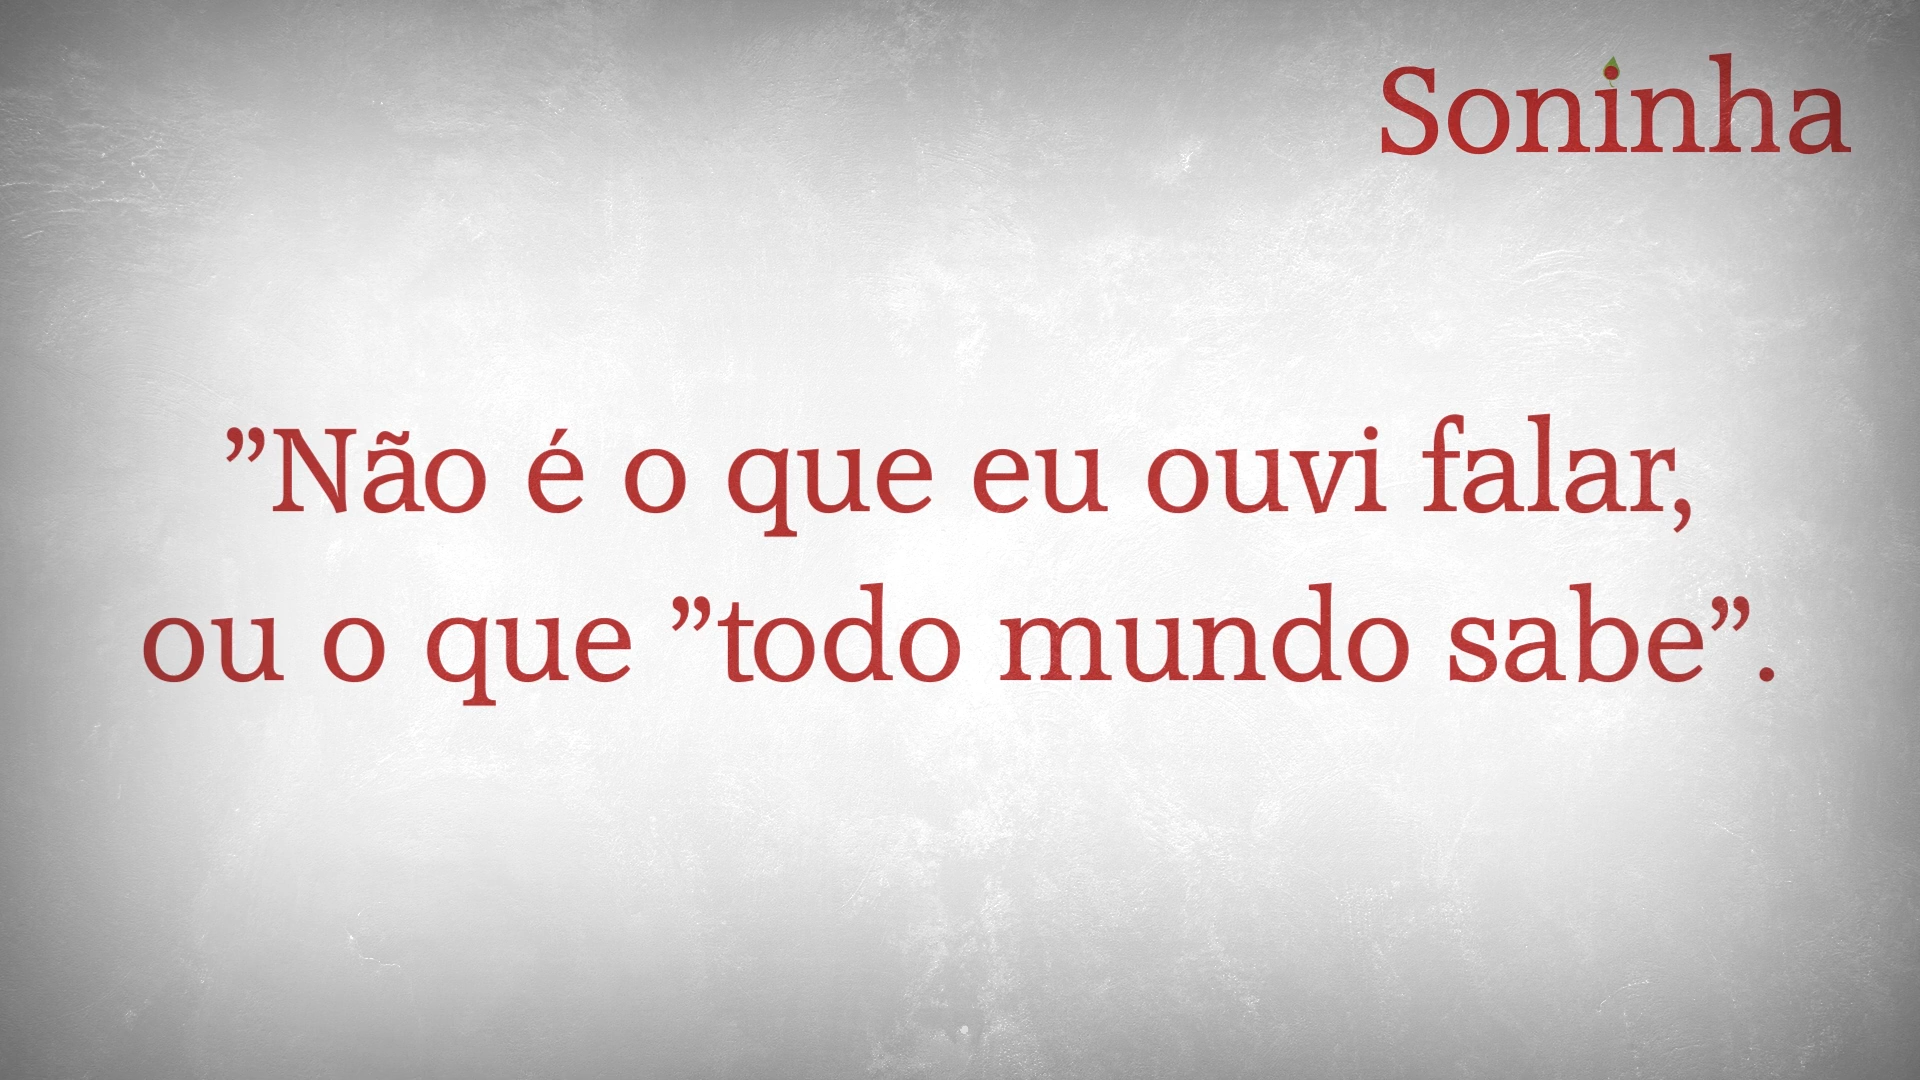 Soninha
”Não é o que eu ouvi falar,
ou o que ”todo mundo sabe”.